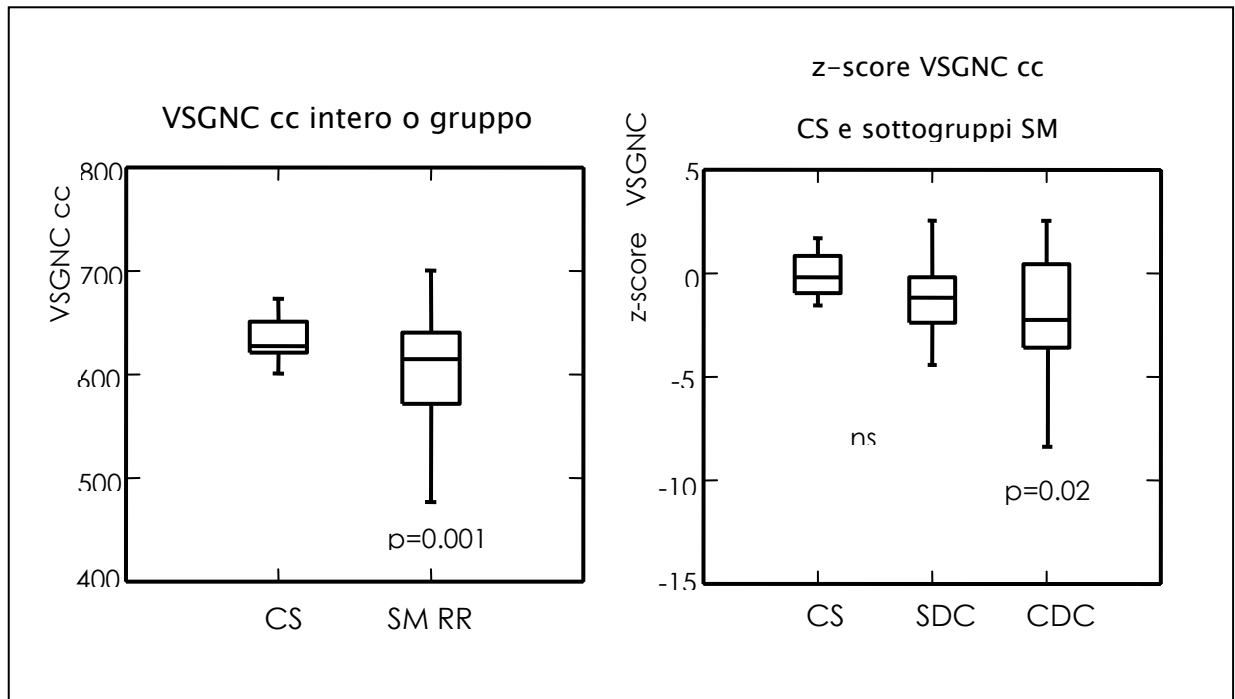 VSGNC cc intero o gruppo
VSGNC cc
800
700
600
500
400
p=0.001
CS SM RR
z-score VSGNC cc
CS e sottogruppi SM
z-score VSGNC
5
0
-5
-10
-15
ns
p=0.02
CS SDC CDC